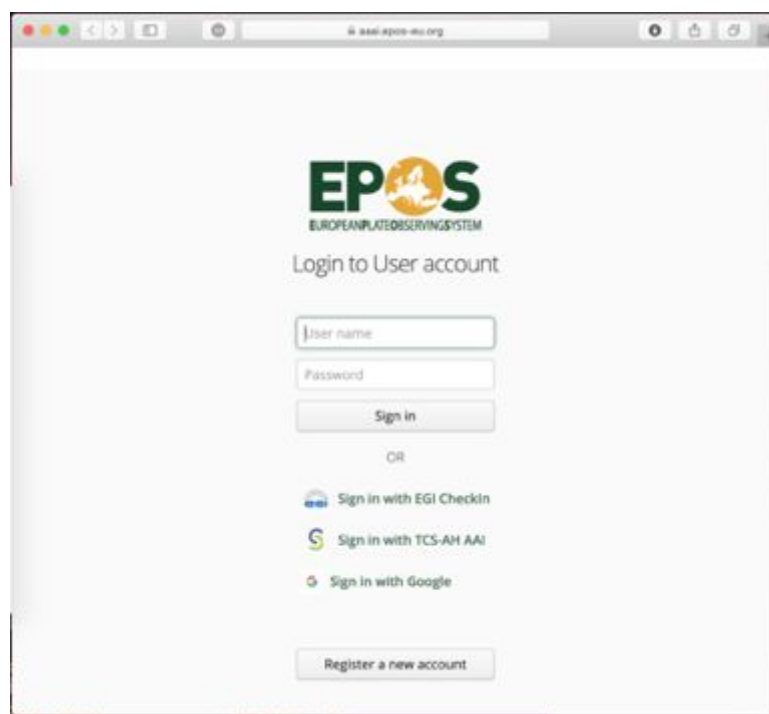 aaai.epos-eu.org
EPOS
EUROPEANPLATEOBSERVINGSYSTEM
Login to User account
User name
Password
Sign in
OR
Sign in with EGI CheckIn
Sign in with TCS-AH AAI
Sign in with Google
Register a new account